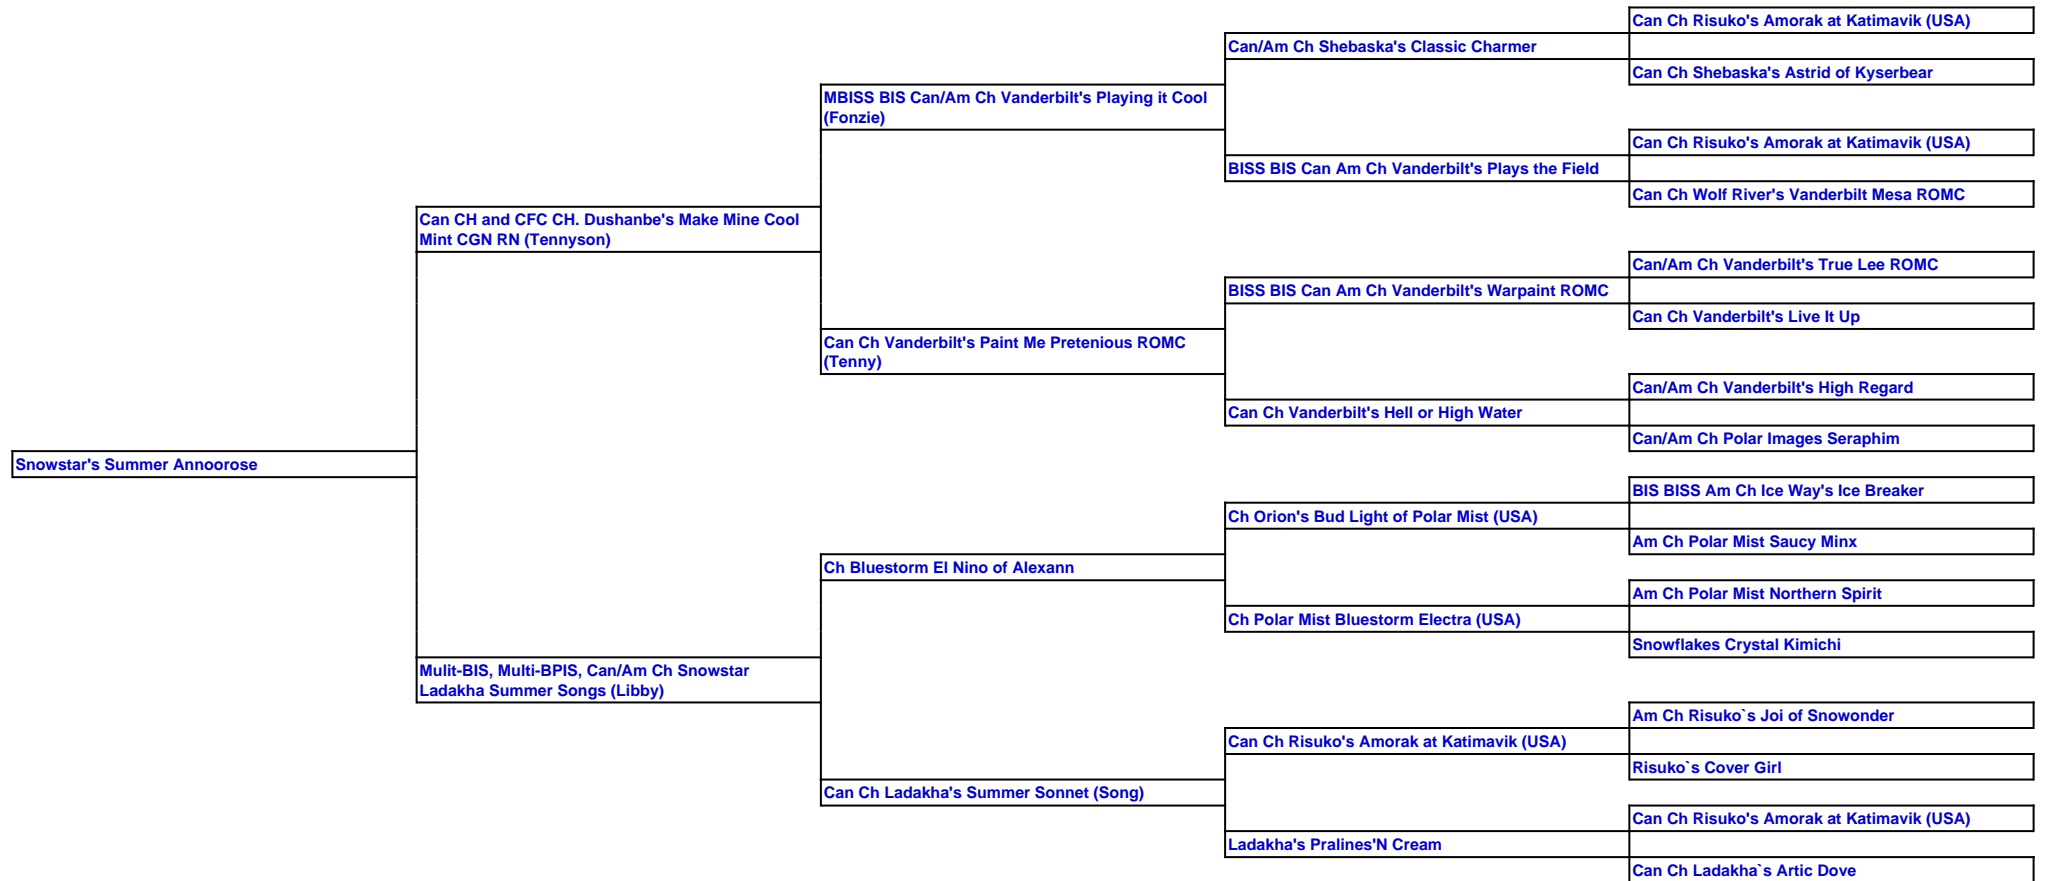 Can Ch Risuko's Amorak at Katimavik (USA)
Can/Am Ch Shebaska's Classic Charmer
Can Ch Shebaska's Astrid of Kyserbear
MBISS BIS Can/Am Ch Vanderbilt's Playing it Cool
(Fonzie)
Can Ch Risuko's Amorak at Katimavik (USA)
BISS BIS Can Am Ch Vanderbilt's Plays the Field
Can Ch Wolf River's Vanderbilt Mesa ROMC
Can CH and CFC CH. Dushanbe's Make Mine Cool
Mint CGN RN (Tennyson)
Can/Am Ch Vanderbilt's True Lee ROMC
BISS BIS Can Am Ch Vanderbilt's Warpaint ROMC
Can Ch Vanderbilt's Live It Up
Can Ch Vanderbilt's Paint Me Pretenious ROMC
(Tenny)
Can/Am Ch Vanderbilt's High Regard
Can Ch Vanderbilt's Hell or High Water
Can/Am Ch Polar Images Seraphim
Snowstar's Summer Annoorose
BIS BISS Am Ch Ice Way's Ice Breaker
Ch Orion's Bud Light of Polar Mist (USA)
Am Ch Polar Mist Saucy Minx
Ch Bluestorm El Nino of Alexann
Am Ch Polar Mist Northern Spirit
Ch Polar Mist Bluestorm Electra (USA)
Snowflakes Crystal Kimichi
Mulit-BIS, Multi-BPIS, Can/Am Ch Snowstar
Ladakha Summer Songs (Libby)
Am Ch Risuko`s Joi of Snowonder
Can Ch Risuko's Amorak at Katimavik (USA)
Risuko`s Cover Girl
Can Ch Ladakha's Summer Sonnet (Song)
Can Ch Risuko's Amorak at Katimavik (USA)
Ladakha's Pralines'N Cream
Can Ch Ladakha`s Artic Dove